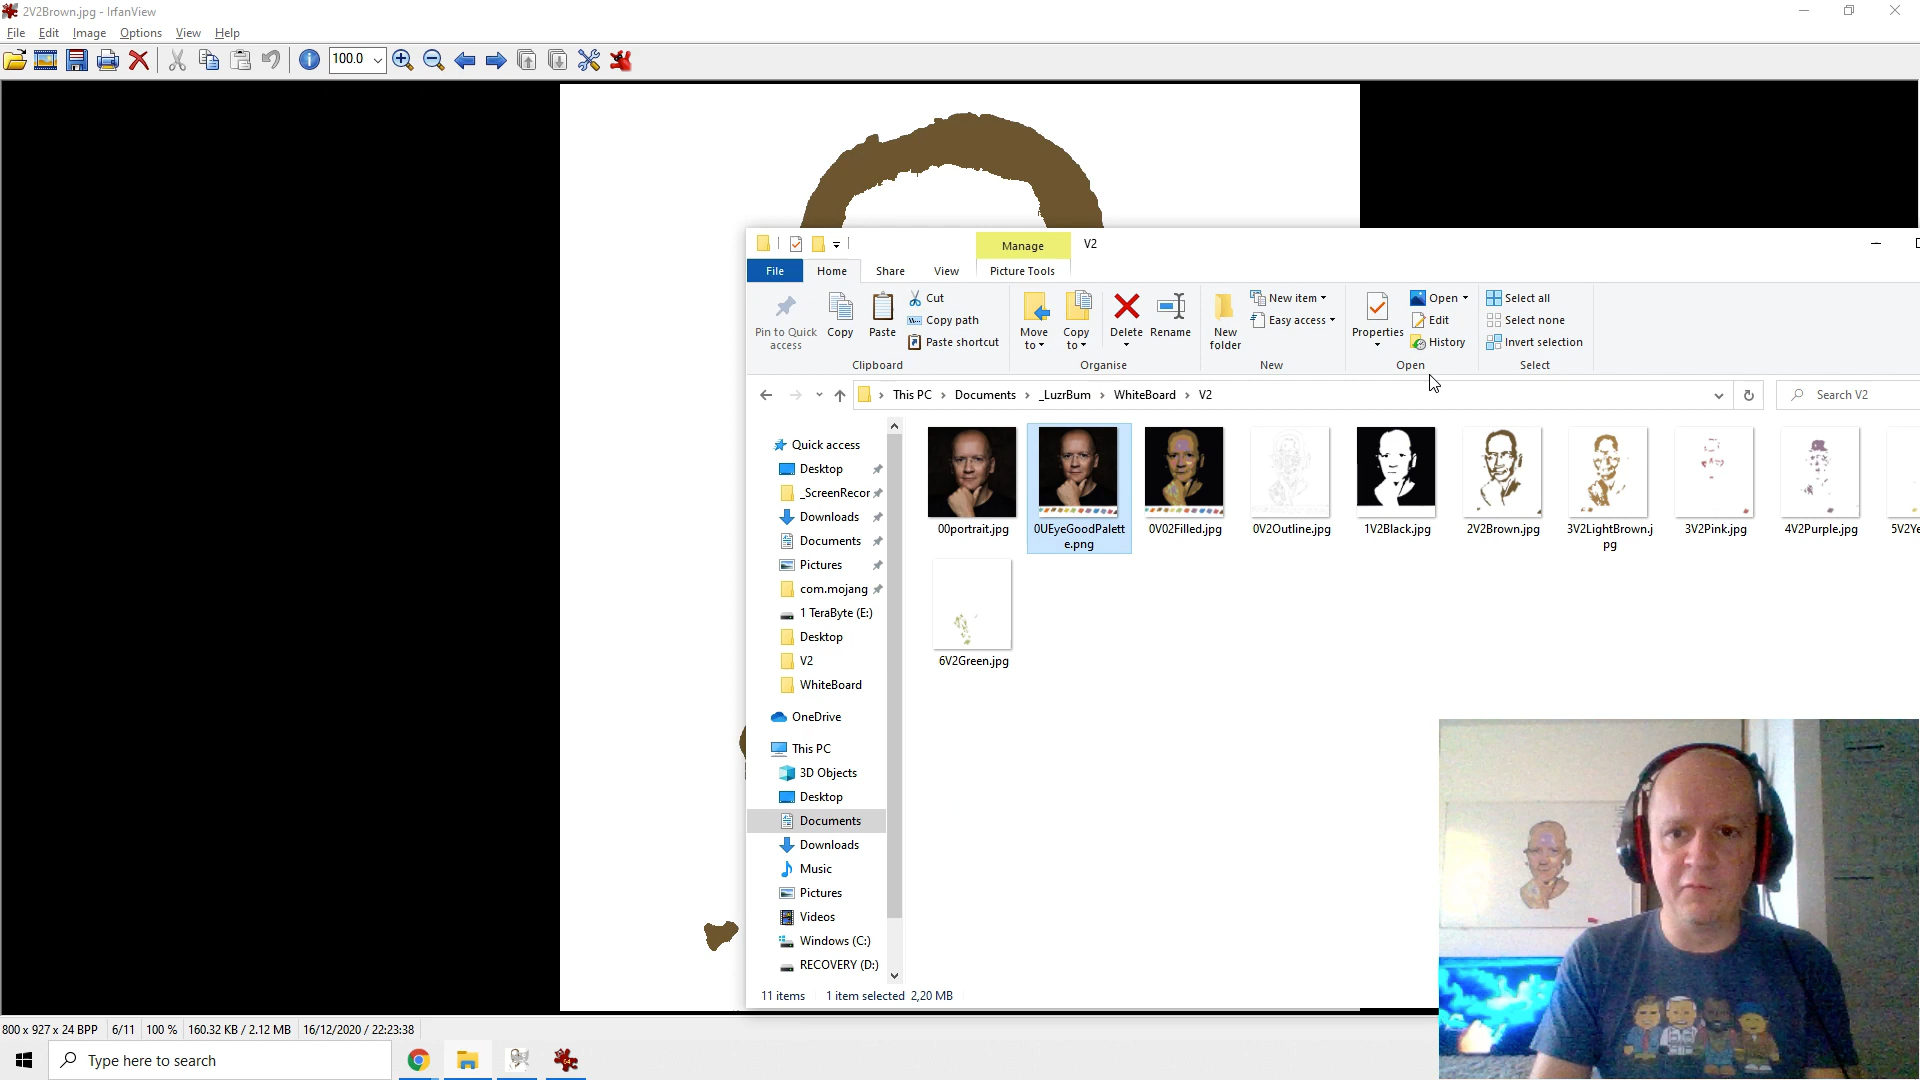 2V2Brown.jpg - IrfanView
File Edit Image Options View Help
100.0
Manage V2
File Home Share View Picture Tools
Pin to Quick access
Copy
Paste
Cut
Copy path
Paste shortcut
Clipboard
Move to
Copy to
Delete
Rename
Organise
New folder
New item
Easy access
New
Properties
Open
Edit
History
Open
Select all
Select none
Invert selection
Select
This PC Documents _LuzrBum WhiteBoard V2
Search V2
Quick access
Desktop
_ScreenRecor
Downloads
Documents
Pictures
com.mojang
1 TeraByte (E:)
Desktop
V2
WhiteBoard
OneDrive
This PC
3D Objects
Desktop
Documents
Downloads
Music
Pictures
Videos
Windows (C:)
RECOVERY (D:)
00portrait.jpg
0UEyeGoodPalett
e.png
0V02Filled.jpg
0V2Outline.jpg
1V2Black.jpg
2V2Brown.jpg
3V2LightBrown.j
pg
3V2Pink.jpg
4V2Purple.jpg
5V2Ye
6V2Green.jpg
11 items 1 item selected 2,20 MB
800 x 927 x 24 BPP 6/11 100 % 160.32 KB / 2.12 MB 16/12/2020 / 22:23:38
Type here to search